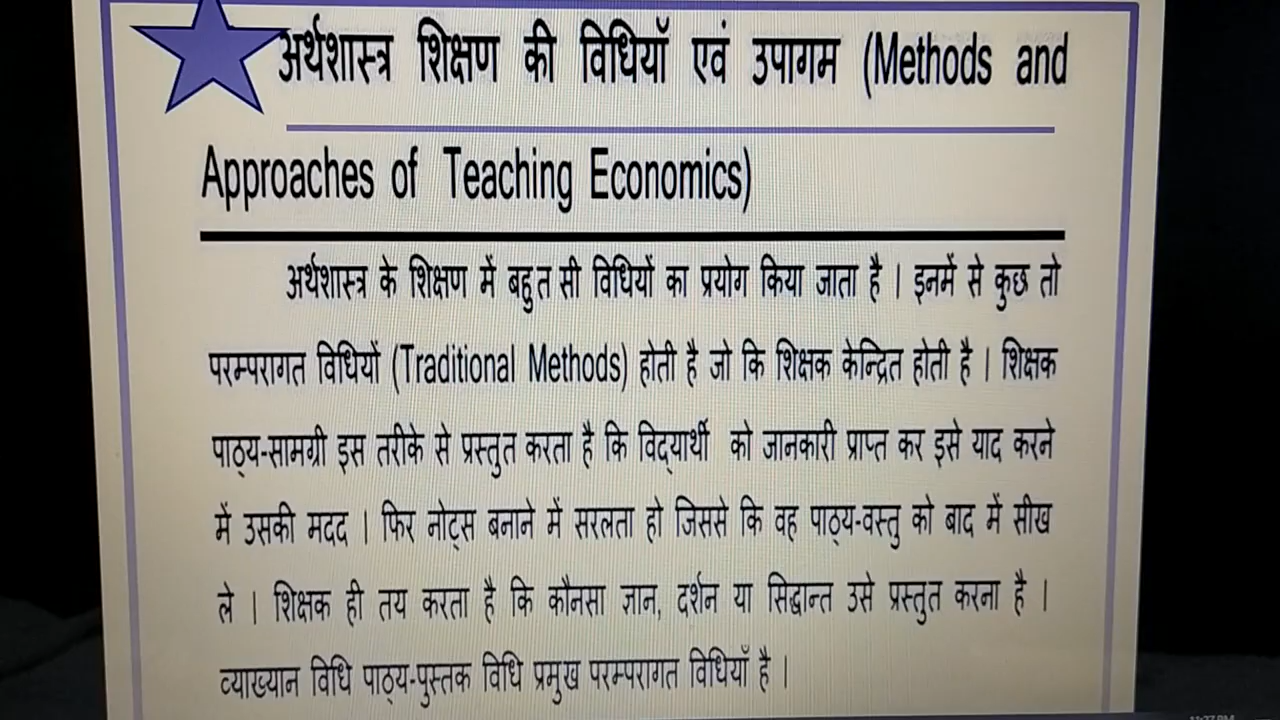 अर्थशास्त्र शिक्षण की विधियॉ एवं उपागम (Methods and
Approaches of Teaching Economics)
अर्थशास्त्र के शिक्षण में बहुत सी विधियों का प्रयोग किया जाता है । इनमें से कुछ तो
परम्परागत विधियों (Traditional Methods) होती है जो कि शिक्षक केन्द्रित होती है । शिक्षक
पाठ्य-सामग्री इस तरीके से प्रस्तुत करता है कि विद्यार्थी को जानकारी प्राप्त कर इसे याद करने
में उसकी मदद । फिर नोट्स बनाने में सरलता हो जिससे कि वह पाठ्य-वस्तु को बाद में सीख
ले । शिक्षक ही तय करता है कि कौनसा ज्ञान, दर्शन या सिद्धान्त उसे प्रस्तुत करना है ।
व्याख्यान विधि पाठ्य-पुस्तक विधि प्रमुख परम्परागत विधियाँ है ।